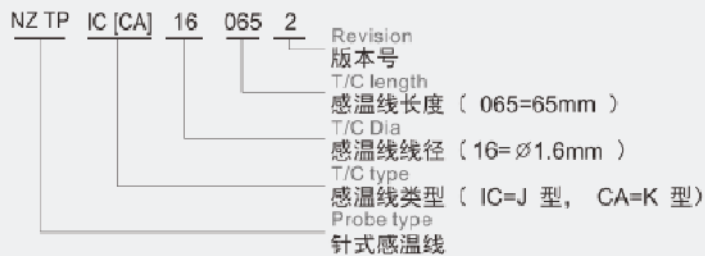 NZ TP IC [CA] 16 065 2
Revision
版本号
T/C length
感温线长度（ 065=65mm ）
T/C Dia
感温线线径（16=∅1.6mm ）
T/C type
感温线类型（ IC=J 型， CA=K 型）
Probe type
针式感温线